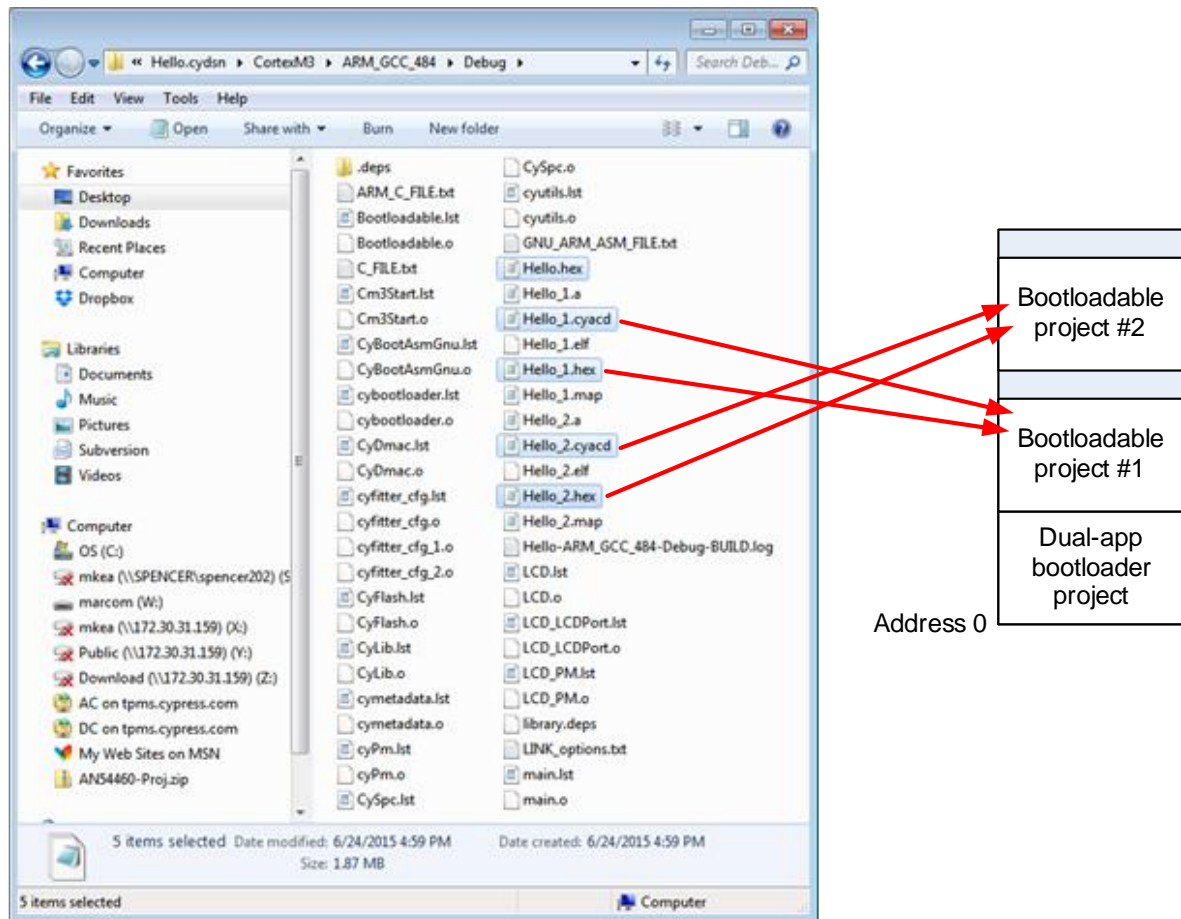 « Hello.cydsn ▸ CortexM3 ▸ ARM_GCC_484 ▸ Debug ▸
Search Deb...
File Edit View Tools Help
Organize Open Share with Burn New folder
Favorites
Desktop
Downloads
Recent Places
Computer
Dropbox
Libraries
Documents
Music
Pictures
Subversion
Videos
Computer
OS (C:)
mkea (\\SPENCER\spencer202) (S
marcom (W:)
mkea (\\172.30.31.159) (X:)
Public (\\172.30.31.159) (Y:)
Download (\\172.30.31.159) (Z:)
AC on tpms.cypress.com
DC on tpms.cypress.com
My Web Sites on MSN
AN54460-Proj.zip
.deps
ARM_C_FILE.txt
Bootloadable.lst
Bootloadable.o
C_FILE.txt
Cm3Start.lst
Cm3Start.o
CyBootAsmGnu.lst
CyBootAsmGnu.o
cybootloader.lst
cybootloader.o
CyDmac.lst
CyDmac.o
cyfitter_cfg.lst
cyfitter_cfg.o
cyfitter_cfg_1.o
cyfitter_cfg_2.o
CyFlash.lst
CyFlash.o
CyLib.lst
CyLib.o
cymetadata.lst
cymetadata.o
cyPm.lst
cyPm.o
CySpc.lst
CySpc.o
cyutils.lst
cyutils.o
GNU_ARM_ASM_FILE.txt
Hello.hex
Hello_1.a
Hello_1.cyacd
Hello_1.elf
Hello_1.hex
Hello_1.map
Hello_2.a
Hello_2.cyacd
Hello_2.elf
Hello_2.hex
Hello_2.map
Hello-ARM_GCC_484-Debug-BUILD.log
LCD.lst
LCD.o
LCD_LCDPort.lst
LCD_LCDPort.o
LCD_PM.lst
LCD_PM.o
library.deps
LINK_options.txt
main.lst
main.o
5 items selected Date modified: 6/24/2015 4:59 PM Date created: 6/24/2015 4:59 PM
Size: 1.87 MB
5 items selected
Computer
Bootloadable
project #2
Bootloadable
project #1
Dual-app
bootloader
project
Address 0